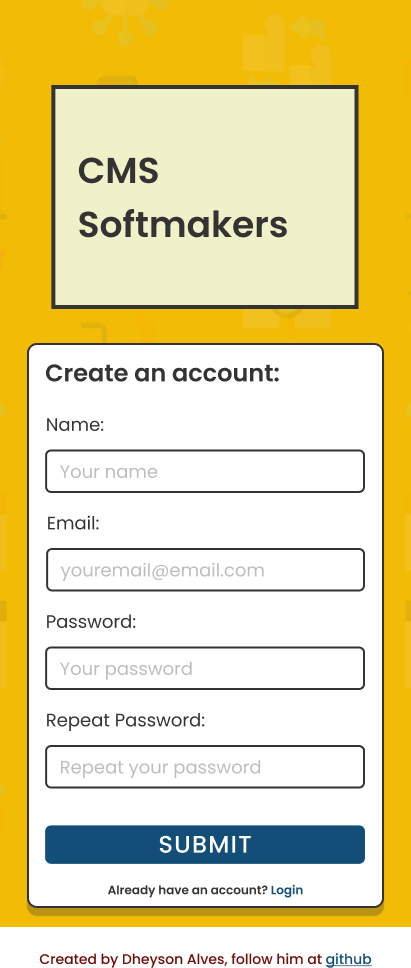 CMS
Softmakers
Create an account:
Name:
Your name
Email:
youremail@email.com
Password:
Your password
Repeat Password:
Repeat your password
SUBMIT
Already have an account? Login
Created by Dheyson Alves, follow him at github